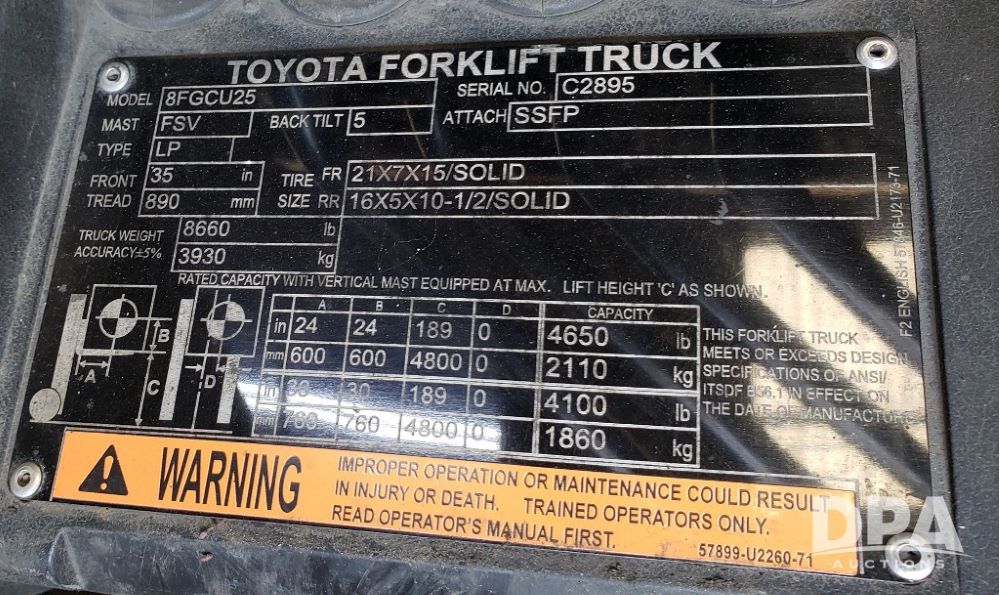 TOYOTA FORKLIFT TRUCK
MODEL 8FGCU25 SERIAL NO. C2895
MAST FSV BACK TILT 5 ATTACH SSFP
TYPE LP
FRONT TREAD 35 in 890 mm
TIRE SIZE FR 21X7X15/SOLID
RR 16X5X10-1/2/SOLID
TRUCK WEIGHT 8660 lb
ACCURACY±5% 3930 kg
RATED CAPACITY WITH VERTICAL MAST EQUIPPED AT MAX. LIFT HEIGHT 'C' AS SHOWN.
A B C D CAPACITY
in 24 24 189 0 4650 lb
mm 600 600 4800 0 2110 kg
in 30 30 189 0 4100 lb
mm 760 760 4800 0 1860 kg
A B C D
THIS FORKLIFT TRUCK
MEETS OR EXCEEDS DESIGN
SPECIFICATIONS OF ANSI/
ITSDF B56.1 IN EFFECT ON
THE DATE OF MANUFACTURE
F2 ENGLISH
WARNING
IMPROPER OPERATION OR MAINTENANCE COULD RESULT
IN INJURY OR DEATH. TRAINED OPERATORS ONLY.
READ OPERATOR'S MANUAL FIRST.
57899-U2260-71
DPA
AUCTIONS